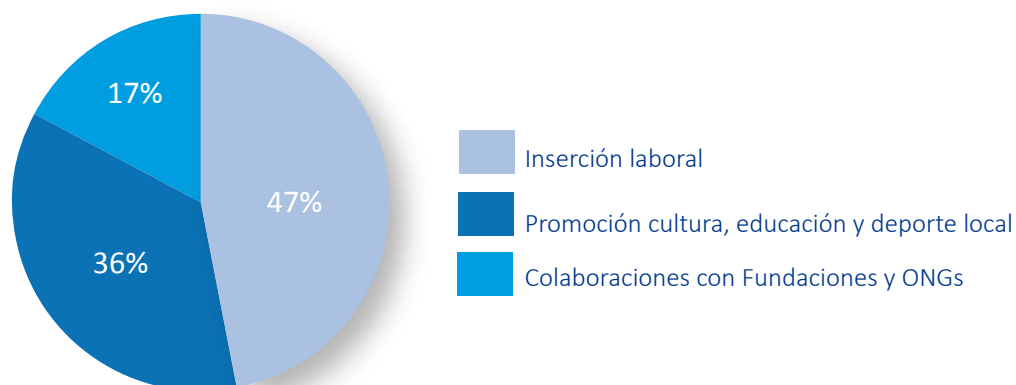 17%
47%
36%
Inserción laboral
Promoción cultura, educación y deporte local
Colaboraciones con Fundaciones y ONGs